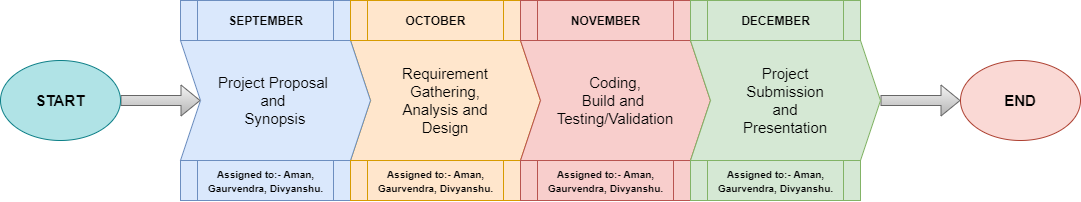 START
SEPTEMBER
Project Proposal
and
Synopsis
Assigned to:- Aman,
Gaurvendra, Divyanshu.
OCTOBER
Requirement
Gathering,
Analysis and
Design
Assigned to:- Aman,
Gaurvendra, Divyanshu.
NOVEMBER
Coding,
Build and
Testing/Validation
Assigned to:- Aman,
Gaurvendra, Divyanshu.
DECEMBER
Project
Submission
and
Presentation
Assigned to:- Aman,
Gaurvendra, Divyanshu.
END